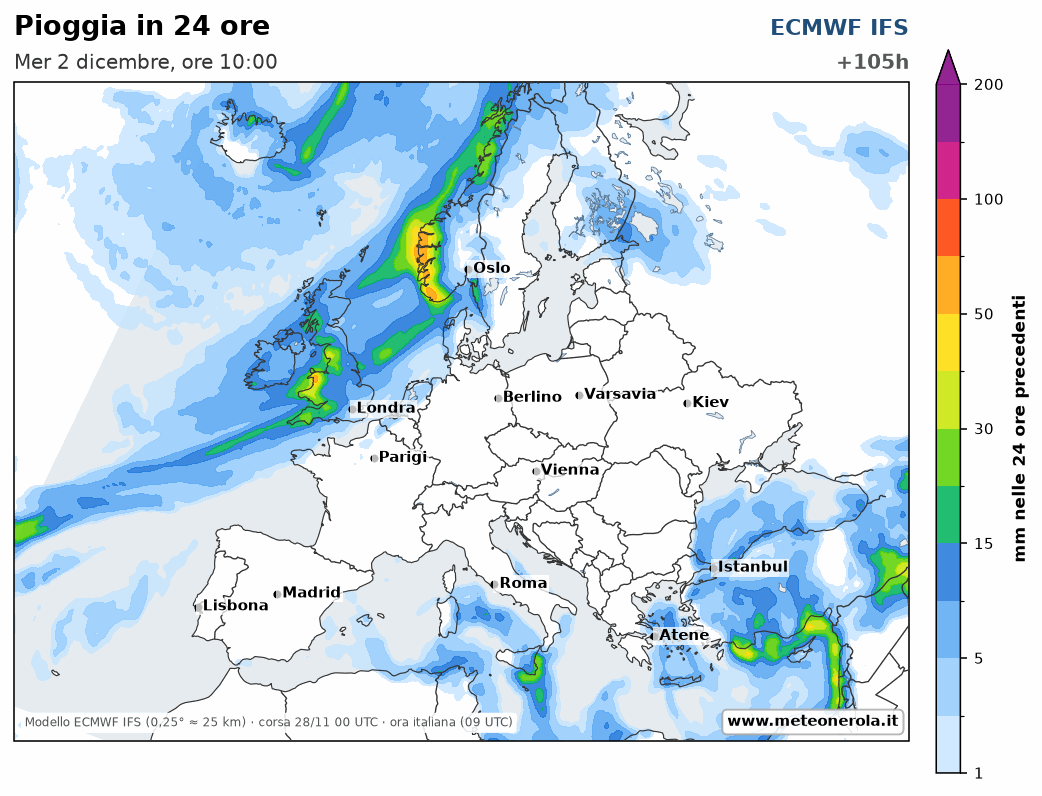 Pioggia in 24 ore
ECMWF IFS
Mer 2 dicembre, ore 10:00
+105h
200
100
50
30
15
5
1
mm nelle 24 ore precedenti
Oslo
Berlino
Varsavia
Kiev
Londra
Parigi
Vienna
Istanbul
Roma
Madrid
Lisbona
Atene
Modello ECMWF IFS (0,25° ≈ 25 km) · corsa 28/11 00 UTC · ora italiana (09 UTC)
www.meteonerola.it